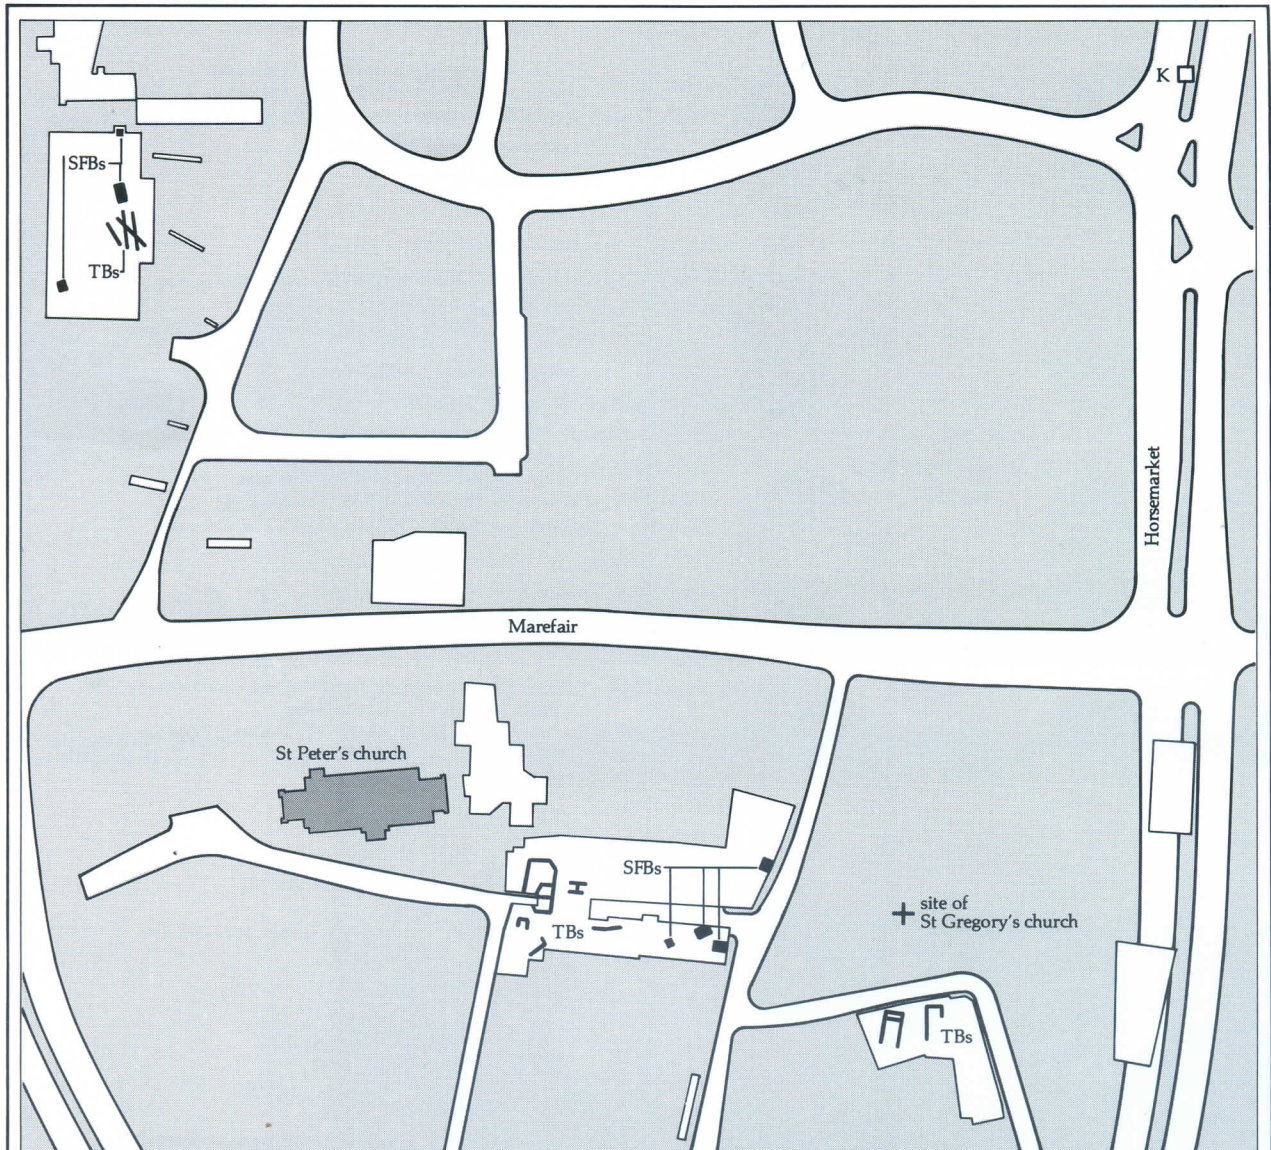 K
SFBs
TBs
Horsemarket
Marefair
St Peter's church
SFBs
site of
St Gregory's church
TBs
TBs